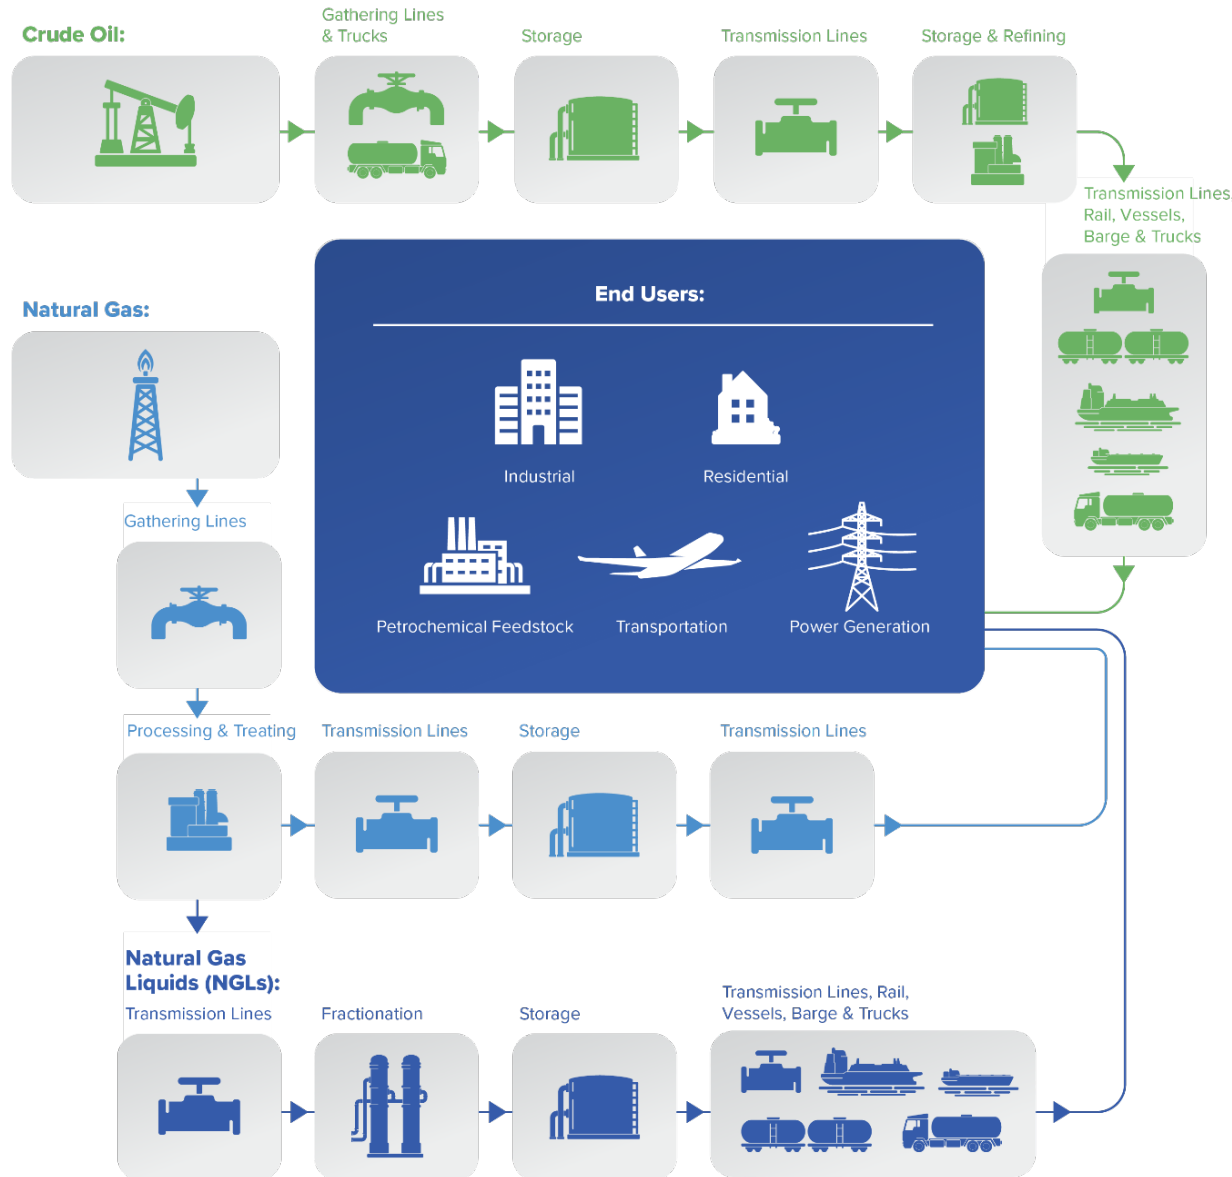 Crude Oil:
Gathering Lines
& Trucks
Storage
Transmission Lines
Storage & Refining
Transmission Lines,
Rail, Vessels,
Barge & Trucks
Natural Gas:
Gathering Lines
Processing & Treating
Transmission Lines
Storage
Transmission Lines
Natural Gas
Liquids (NGLs):
Transmission Lines
Fractionation
Storage
Transmission Lines, Rail,
Vessels, Barge & Trucks
End Users:
Industrial
Residential
Petrochemical Feedstock
Transportation
Power Generation